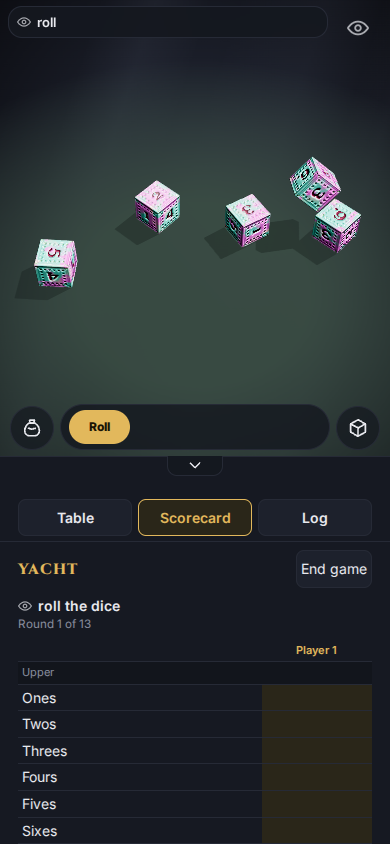 roll
Roll
Table
Scorecard
Log
YACHT
End game
roll the dice
Round 1 of 13
Player 1
Upper
Ones
Twos
Threes
Fours
Fives
Sixes